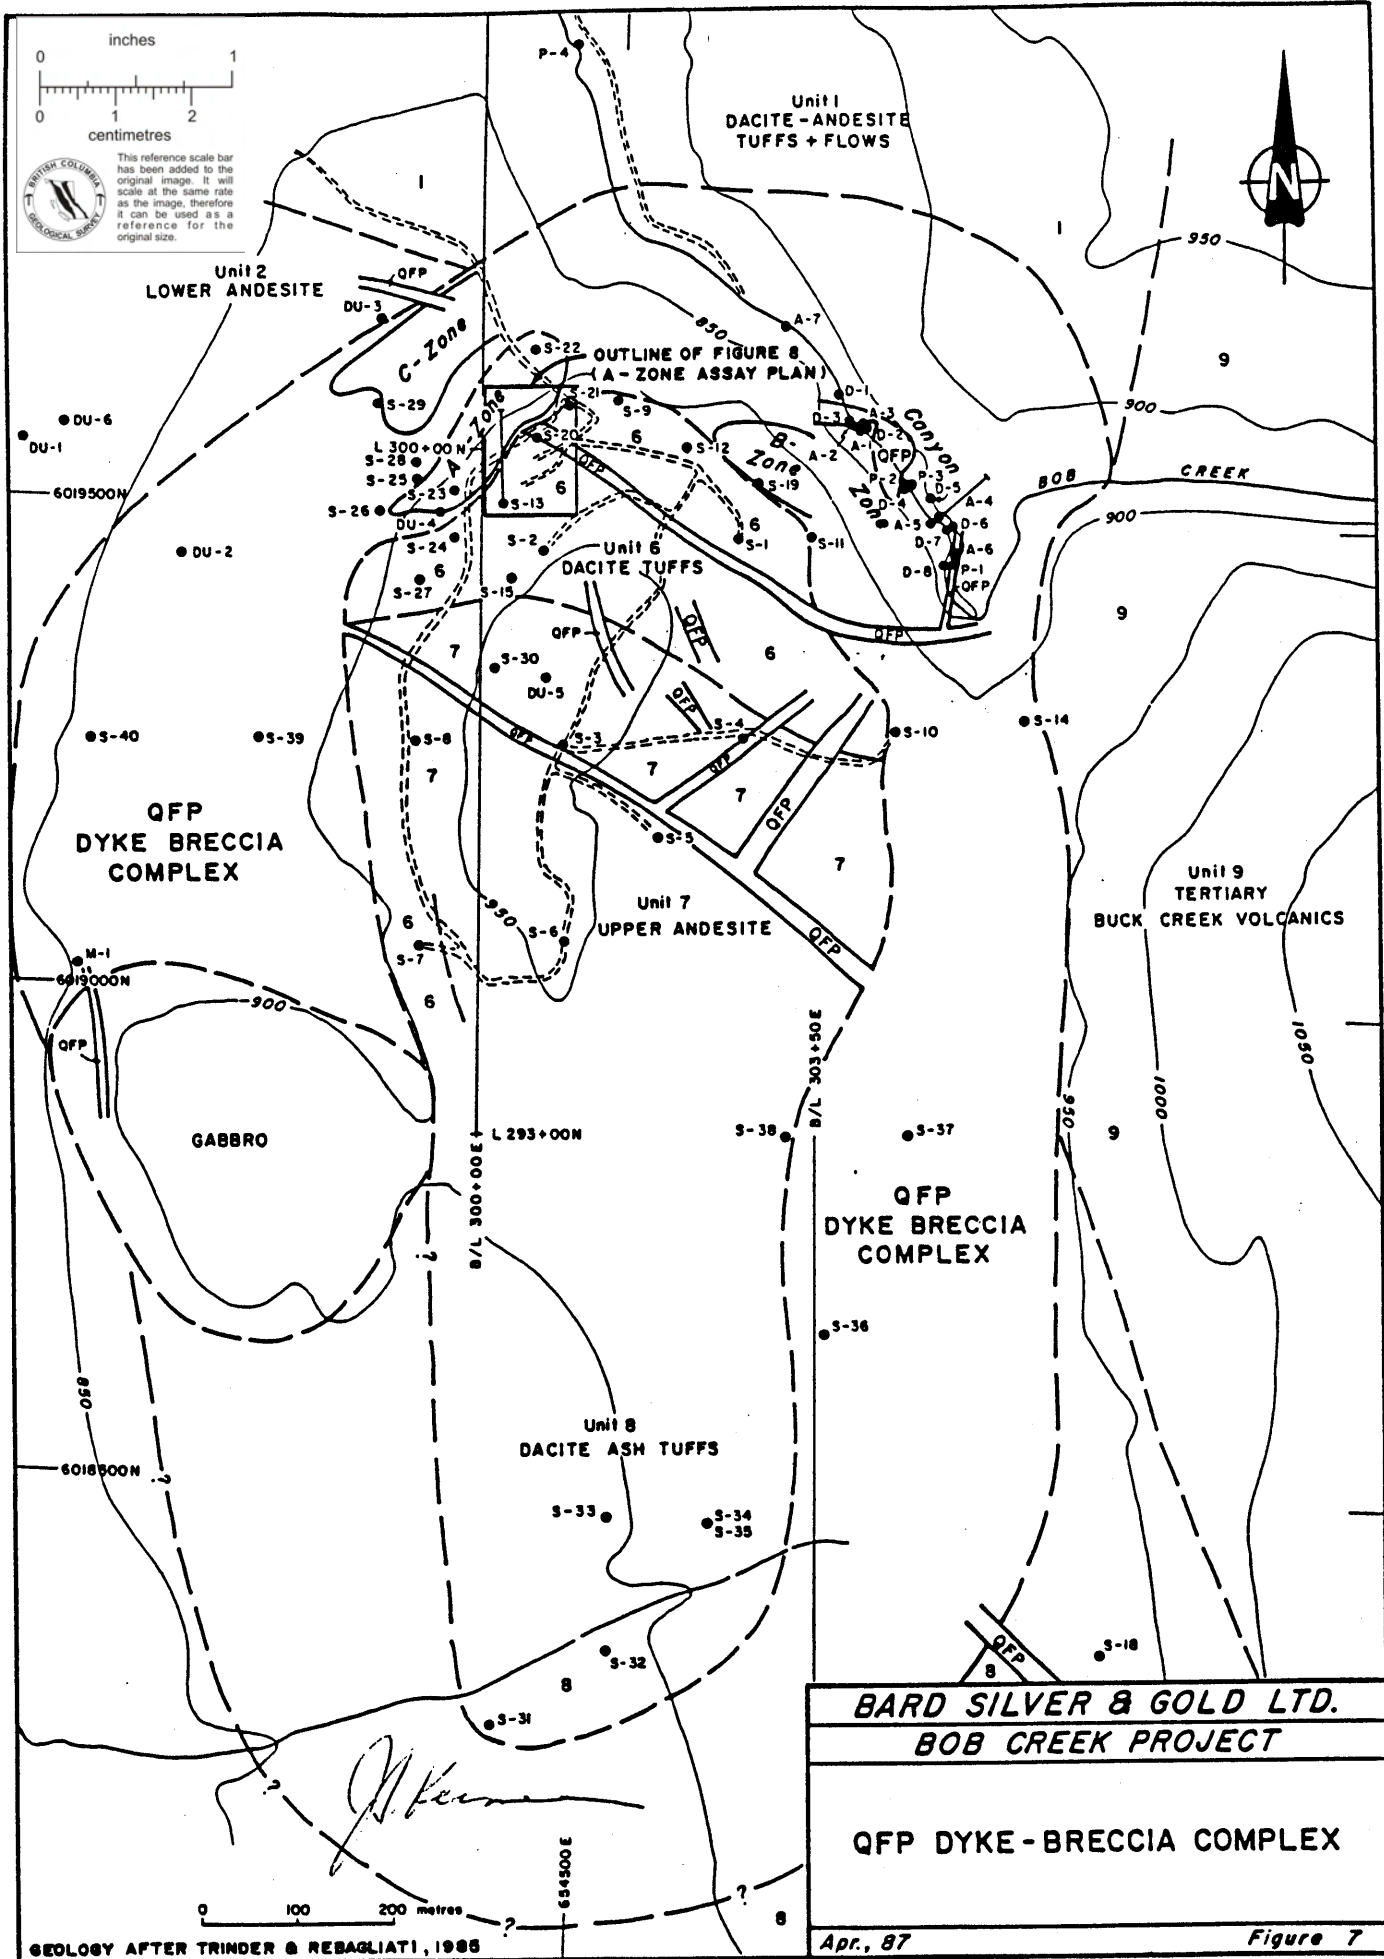 inches
0 1
0 1 2
centimetres
This reference scale bar
has been added to the
original image. It will
scale at the same rate
as the image, therefore
it can be used as a
reference for the
original size.
BRITISH COLUMBIA
GEOLOGICAL SURVEY
P-4
Unit 1
DACITE-ANDESITE
TUFFS + FLOWS
N
1
1
950
Unit 2
LOWER ANDESITE
QFP
DU-3
C-Zone
850
A-7
S-22
OUTLINE OF FIGURE 8
(A-ZONE ASSAY PLAN)
9
S-29
A Zone
S-21
S-9
D-1
D-3
A-3
D-2
A-1
A-2
Canyon
Zone
900
DU-6
DU-1
L 300+00N
S-20
6
S-12
B-
Zone
QFP
QFP
S-28
S-25
S-23
S-26
DU-4
S-13
6
S-19
P-2
P-3
D-5
D-4
A-4
BOB CREEK
6019500N
900
A-5
D-6
D-7
A-6
D-8
P-1
QFP
DU-2
S-24
S-2
6
S-1
S-11
Unit 6
DACITE TUFFS
6
S-27
S-15
9
QFP
QFP
QFP
7
S-30
DU-5
6
QFP
S-4
S-14
S-10
S-40
S-39
S-8
QFP
S-3
QFP
7
7
7
QFP
S-5
QFP
DYKE BRECCIA
COMPLEX
7
Unit 9
TERTIARY
BUCK CREEK VOLCANICS
950
Unit 7
UPPER ANDESITE
6
S-6
S-7
QFP
M-1
6019000N
900
6
QFP
B/L 303+50E
1050
1000
950
GABBRO
L 293+00N
B/L 300+00E
S-38
S-37
9
QFP
DYKE BRECCIA
COMPLEX
?
S-36
850
Unit 8
DACITE ASH TUFFS
6018500N
?
S-33
S-34
S-35
S-32
8
S-31
QFP
8
S-18
BARD SILVER & GOLD LTD.
BOB CREEK PROJECT
?
QFP DYKE-BRECCIA COMPLEX
654500E
?
?
8
0 100 200 metres
GEOLOGY AFTER TRINDER & REBAGLIATI, 1985
Apr., 87
Figure 7